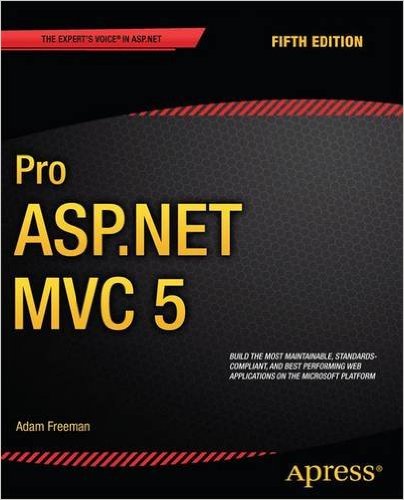 THE EXPERT'S VOICE® IN ASP.NET
FIFTH EDITION
Pro
ASP.NET
MVC 5
BUILD THE MOST MAINTAINABLE, STANDARDS-
COMPLIANT, AND BEST PERFORMING WEB
APPLICATIONS ON THE MICROSOFT PLATFORM
Adam Freeman
Apress®